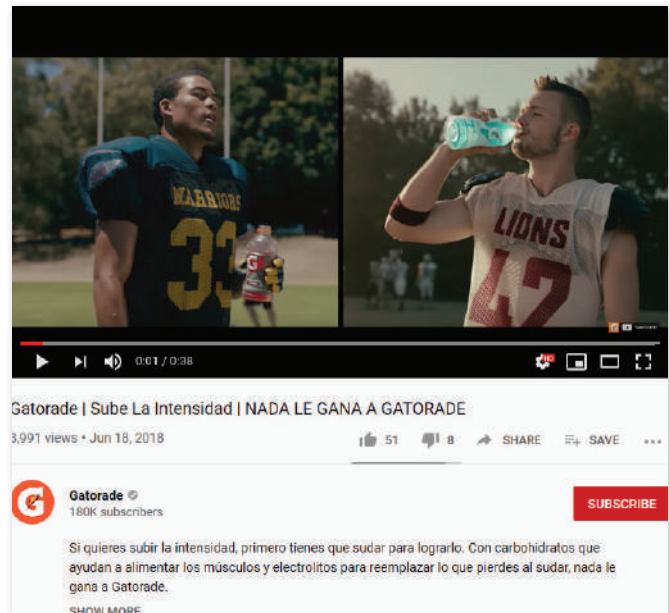 WARRIORS
33
G
LIONS
42
0:01 / 0:38
HD
Gatorade | Sube La Intensidad | NADA LE GANA A GATORADE
3,991 views • Jun 18, 2018
51
8
SHARE
SAVE
G
Gatorade
180K subscribers
SUBSCRIBE
Si quieres subir la intensidad, primero tienes que sudar para lograrlo. Con carbohidratos que
ayudan a alimentar los músculos y electrolitos para reemplazar lo que pierdes al sudar, nada le
gana a Gatorade.
SHOW MORE